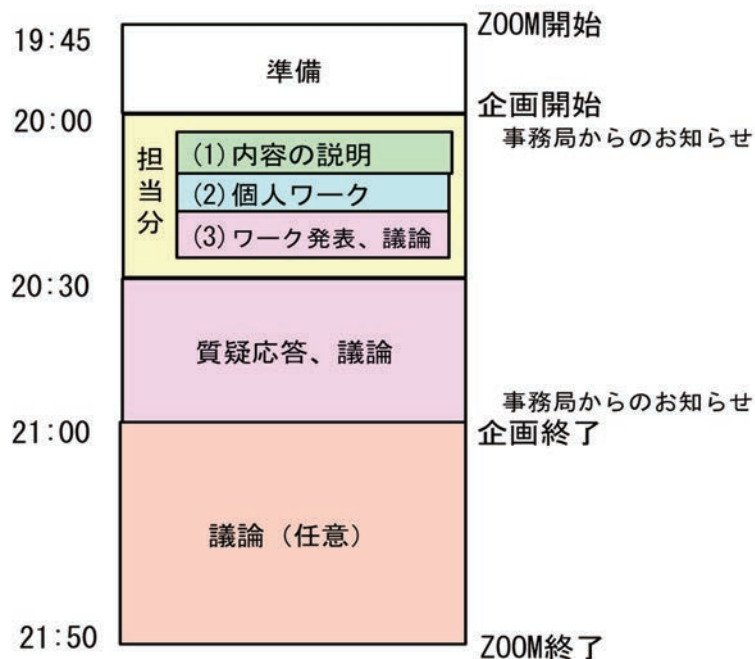 19:45
ZOOM開始
準備
20:00
企画開始
事務局からのお知らせ
担当分
(1)内容の説明
(2)個人ワーク
(3)ワーク発表、議論
20:30
質疑応答、議論
事務局からのお知らせ
21:00
企画終了
議論（任意）
21:50
ZOOM終了